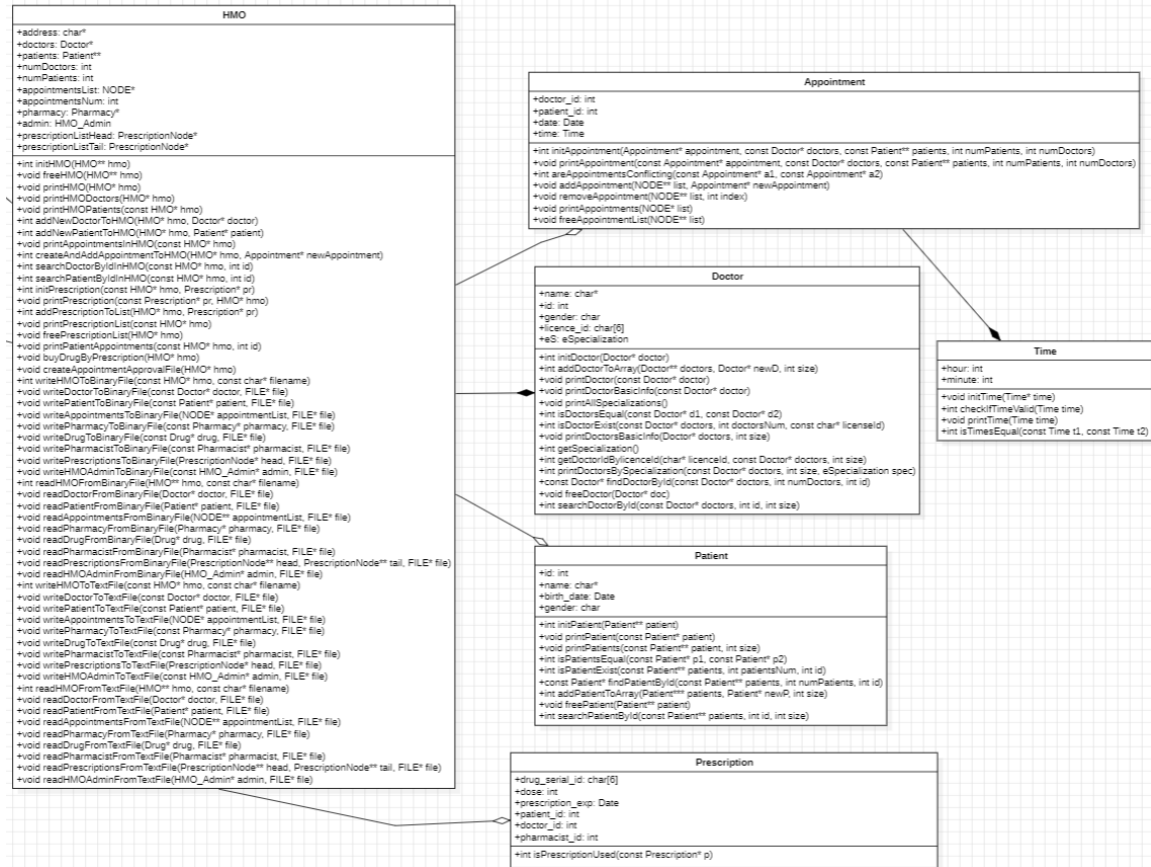 HMO
+address: char*
+doctors: Doctor*
+patients: Patient**
+numDoctors: int
+numPatients: int
+appointmentsList: NODE*
+appointmentsNum: int
+pharmacy: Pharmacy*
+admin: HMO_Admin
+prescriptionListHead: PrescriptionNode*
+prescriptionListTail: PrescriptionNode*
+int initHMO(HMO** hmo)
+void freeHMO(HMO** hmo)
+void printHMO(HMO* hmo)
+void printHMODoctors(HMO* hmo)
+void printHMOPatients(const HMO* hmo)
+int addNewDoctorToHMO(HMO* hmo, Doctor* doctor)
+int addNewPatientToHMO(HMO* hmo, Patient* patient)
+void printAppointmentsInHMO(const HMO* hmo)
+int createAndAddAppointmentToHMO(HMO* hmo, Appointment* newAppointment)
+int searchDoctorByIdInHMO(const HMO* hmo, int id)
+int searchPatientByIdInHMO(const HMO* hmo, int id)
+int initPrescription(const HMO* hmo, Prescription* pr)
+void printPrescription(const Prescription* pr, HMO* hmo)
+int addPrescriptionToList(HMO* hmo, Prescription* pr)
+void printPrescriptionList(const HMO* hmo)
+void freePrescriptionList(HMO* hmo)
+void printPatientAppointments(const HMO* hmo, int id)
+void buyDrugByPrescription(HMO* hmo)
+void createAppointmentApprovalFile(HMO* hmo)
+int writeHMOToBinaryFile(const HMO* hmo, const char* filename)
+void writeDoctorToBinaryFile(const Doctor* doctor, FILE* file)
+void writePatientToBinaryFile(const Patient* patient, FILE* file)
+void writeAppointmentsToBinaryFile(NODE* appointmentList, FILE* file)
+void writePharmacyToBinaryFile(const Pharmacy* pharmacy, FILE* file)
+void writeDrugToBinaryFile(const Drug* drug, FILE* file)
+void writePharmacistToBinaryFile(const Pharmacist* pharmacist, FILE* file)
+void writePrescriptionsToBinaryFile(PrescriptionNode* head, FILE* file)
+void writeHMOAdminToBinaryFile(const HMO_Admin* admin, FILE* file)
+int readHMOFromBinaryFile(HMO** hmo, const char* filename)
+void readDoctorFromBinaryFile(Doctor* doctor, FILE* file)
+void readPatientFromBinaryFile(Patient* patient, FILE* file)
+void readAppointmentsFromBinaryFile(NODE** appointmentList, FILE* file)
+void readPharmacyFromBinaryFile(Pharmacy* pharmacy, FILE* file)
+void readDrugFromBinaryFile(Drug* drug, FILE* file)
+void readPharmacistFromBinaryFile(Pharmacist* pharmacist, FILE* file)
+void readPrescriptionsFromBinaryFile(PrescriptionNode** head, PrescriptionNode** tail, FILE* file)
+void readHMOAdminFromBinaryFile(HMO_Admin* admin, FILE* file)
+int writeHMOToTextFile(const HMO* hmo, const char* filename)
+void writeDoctorToTextFile(const Doctor* doctor, FILE* file)
+void writePatientToTextFile(const Patient* patient, FILE* file)
+void writeAppointmentsToTextFile(NODE* appointmentList, FILE* file)
+void writePharmacyToTextFile(const Pharmacy* pharmacy, FILE* file)
+void writeDrugToTextFile(const Drug* drug, FILE* file)
+void writePharmacistToTextFile(const Pharmacist* pharmacist, FILE* file)
+void writePrescriptionsToTextFile(PrescriptionNode* head, FILE* file)
+void writeHMOAdminToTextFile(const HMO_Admin* admin, FILE* file)
+int readHMOFromTextFile(HMO** hmo, const char* filename)
+void readDoctorFromTextFile(Doctor* doctor, FILE* file)
+void readPatientFromTextFile(Patient* patient, FILE* file)
+void readAppointmentsFromTextFile(NODE** appointmentList, FILE* file)
+void readPharmacyFromTextFile(Pharmacy* pharmacy, FILE* file)
+void readDrugFromTextFile(Drug* drug, FILE* file)
+void readPharmacistFromTextFile(Pharmacist* pharmacist, FILE* file)
+void readPrescriptionsFromTextFile(PrescriptionNode** head, PrescriptionNode** tail, FILE* file)
+void readHMOAdminFromTextFile(HMO_Admin* admin, FILE* file)
Appointment
+doctor_id: int
+patient_id: int
+date: Date
+time: Time
+int initAppointment(Appointment* appointment, const Doctor* doctors, const Patient** patients, int numPatients, int numDoctors)
+void printAppointment(const Appointment* appointment, const Doctor* doctors, const Patient** patients, int numPatients, int numDoctors)
+int areAppointmentsConflicting(const Appointment* a1, const Appointment* a2)
+void addAppointment(NODE** list, Appointment* newAppointment)
+void removeAppointment(NODE** list, int index)
+void printAppointments(NODE* list)
+void freeAppointmentList(NODE** list)
Doctor
+name: char*
+id: int
+gender: char
+licence_id: char[6]
+eS: eSpecialization
+int initDoctor(Doctor* doctor)
+int addDoctorToArray(Doctor** doctors, Doctor* newD, int size)
+void printDoctor(const Doctor* doctor)
+void printDoctorBasicInfo(const Doctor* doctor)
+void printAllSpecializations()
+int isDoctorsEqual(const Doctor* d1, const Doctor* d2)
+int isDoctorExist(const Doctor* doctors, int doctorsNum, const char* licenseId)
+void printDoctorsBasicInfo(Doctor* doctors, int size)
+int getSpecialization()
+int getDoctorIdBylicenceId(char* licenceId, const Doctor* doctors, int size)
+int printDoctorsBySpecialization(const Doctor* doctors, int size, eSpecialization spec)
+const Doctor* findDoctorById(const Doctor* doctors, int numDoctors, int id)
+void freeDoctor(Doctor* doc)
+int searchDoctorById(const Doctor* doctors, int id, int size)
Time
+hour: int
+minute: int
+void initTime(Time* time)
+int checkIfTimeValid(Time time)
+void printTime(Time time)
+int isTimesEqual(const Time t1, const Time t2)
Patient
+id: int
+name: char*
+birth_date: Date
+gender: char
+int initPatient(Patient** patient)
+void printPatient(const Patient* patient)
+void printPatients(const Patient** patient, int size)
+int isPatientsEqual(const Patient* p1, const Patient* p2)
+int isPatientExist(const Patient** patients, int patientsNum, int id)
+const Patient* findPatientById(const Patient** patients, int numPatients, int id)
+int addPatientToArray(Patient*** patients, Patient* newP, int size)
+void freePatient(Patient** patient)
+int searchPatientById(const Patient** patients, int id, int size)
Prescription
+drug_serial_id: char[6]
+dose: int
+prescription_exp: Date
+patient_id: int
+doctor_id: int
+pharmacist_id: int
+int isPrescriptionUsed(const Prescription* p)